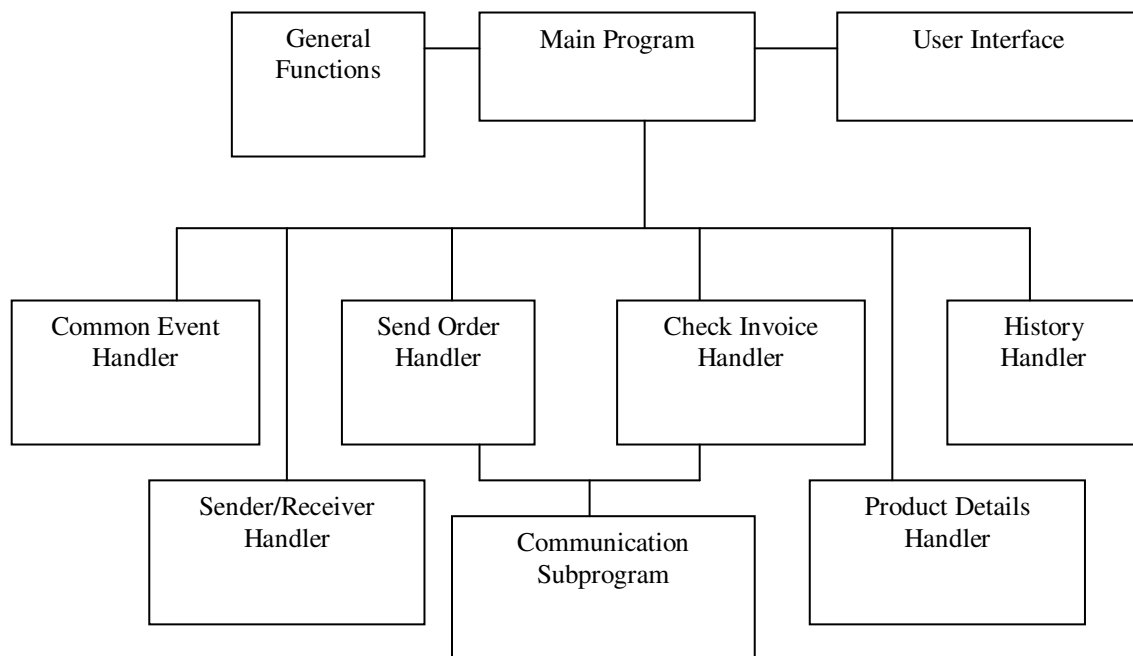 General
Functions
Main Program
User Interface
Common Event
Handler
Send Order
Handler
Check Invoice
Handler
History
Handler
Sender/Receiver
Handler
Communication
Subprogram
Product Details
Handler